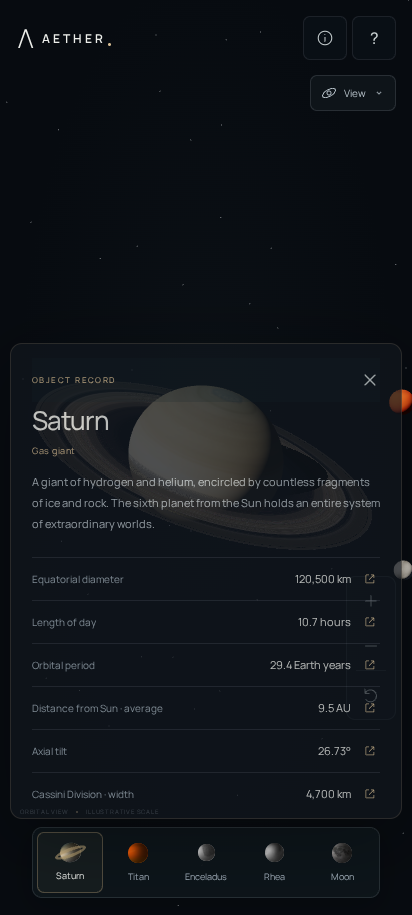 AETHER.
?
View
OBJECT RECORD
Saturn
Gas giant
A giant of hydrogen and helium, encircled by countless fragments
of ice and rock. The sixth planet from the Sun holds an entire system
of extraordinary worlds.
Equatorial diameter 120,500 km
Length of day 10.7 hours
Orbital period 29.4 Earth years
Distance from Sun · average 9.5 AU
Axial tilt 26.73°
Cassini Division · width 4,700 km
ORBITAL VIEW • ILLUSTRATIVE SCALE
Saturn Titan Enceladus Rhea Moon